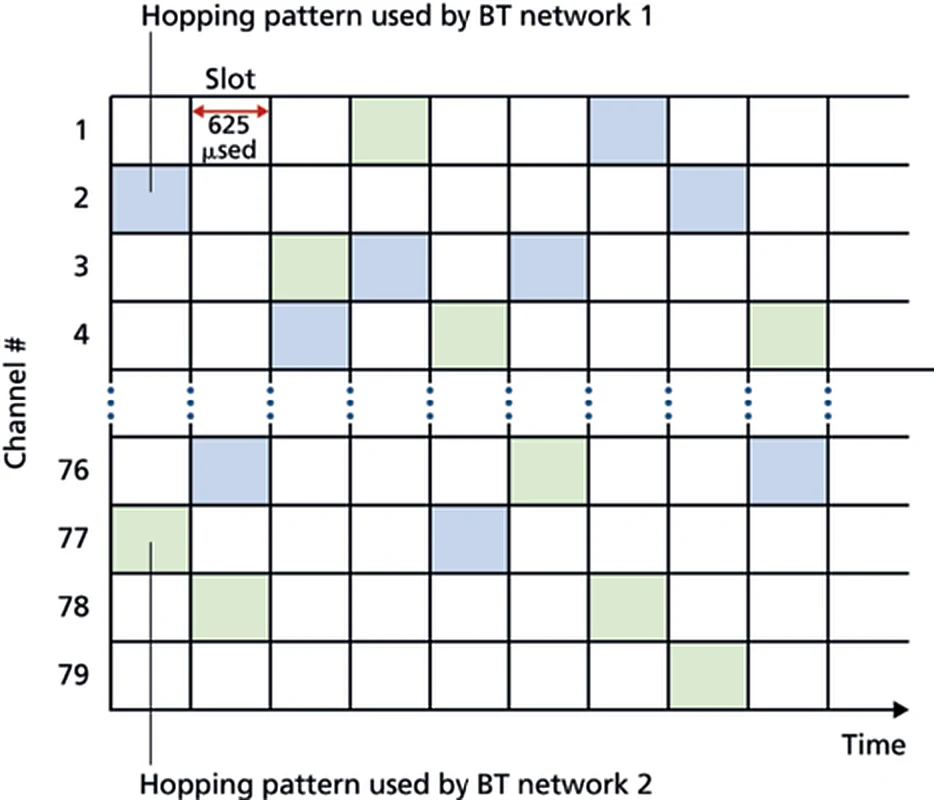 Hopping pattern used by BT network 1
Slot
625
µsed
1
2
3
4
Channel #
76
77
78
79
Time
Hopping pattern used by BT network 2